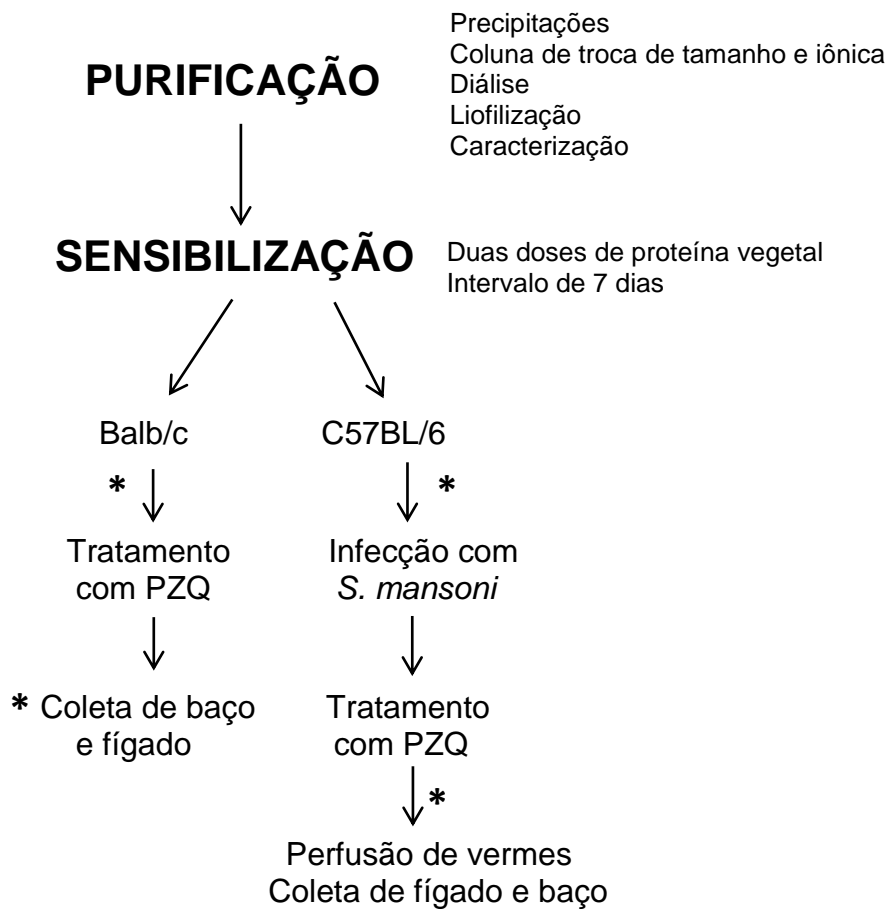 PURIFICAÇÃO
Precipitações
Coluna de troca de tamanho e iônica
Diálise
Liofilização
Caracterização
SENSIBILIZAÇÃO
Duas doses de proteína vegetal
Intervalo de 7 dias
Balb/c
*
Tratamento
com PZQ
* Coleta de baço
e fígado
C57BL/6
*
Infecção com
S. mansoni
Tratamento
com PZQ
*
Perfusão de vermes
Coleta de fígado e baço